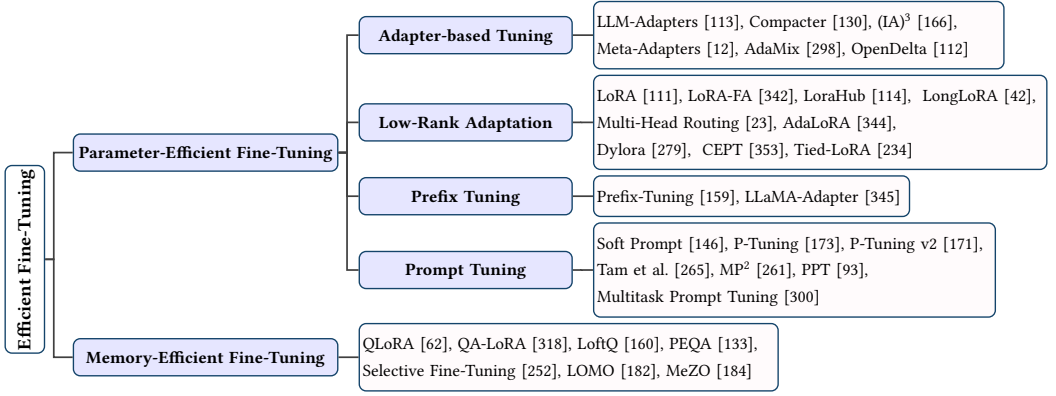 Efficient Fine-Tuning
Parameter-Efficient Fine-Tuning
Adapter-based Tuning
LLM-Adapters [113], Compacter [130], (IA)³ [166],
Meta-Adapters [12], AdaMix [298], OpenDelta [112]
Low-Rank Adaptation
LoRA [111], LoRA-FA [342], LoraHub [114], LongLoRA [42],
Multi-Head Routing [23], AdaLoRA [344],
Dylora [279], CEPT [353], Tied-LoRA [234]
Prefix Tuning
Prefix-Tuning [159], LLaMA-Adapter [345]
Prompt Tuning
Soft Prompt [146], P-Tuning [173], P-Tuning v2 [171],
Tam et al. [265], MP² [261], PPT [93],
Multitask Prompt Tuning [300]
Memory-Efficient Fine-Tuning
QLoRA [62], QA-LoRA [318], LoftQ [160], PEQA [133],
Selective Fine-Tuning [252], LOMO [182], MeZO [184]